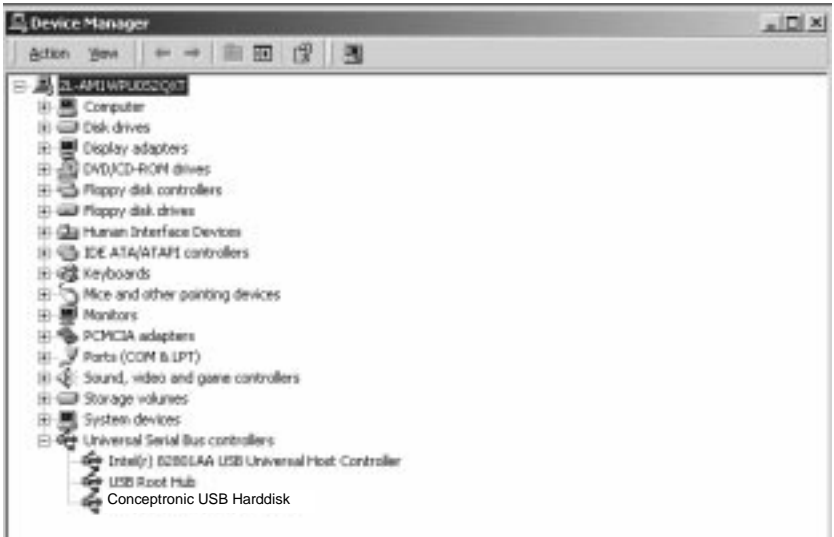 Device Manager
Action View
ZL-AM1WPU052QXT
Computer
Disk drives
Display adapters
DVD/CD-ROM drives
Floppy disk controllers
Floppy disk drives
Human Interface Devices
IDE ATA/ATAPI controllers
Keyboards
Mice and other pointing devices
Monitors
PCMCIA adapters
Ports (COM & LPT)
Sound, video and game controllers
Storage volumes
System devices
Universal Serial Bus controllers
Intel(r) 82801AA USB Universal Host Controller
USB Root Hub
Conceptronic USB Harddisk